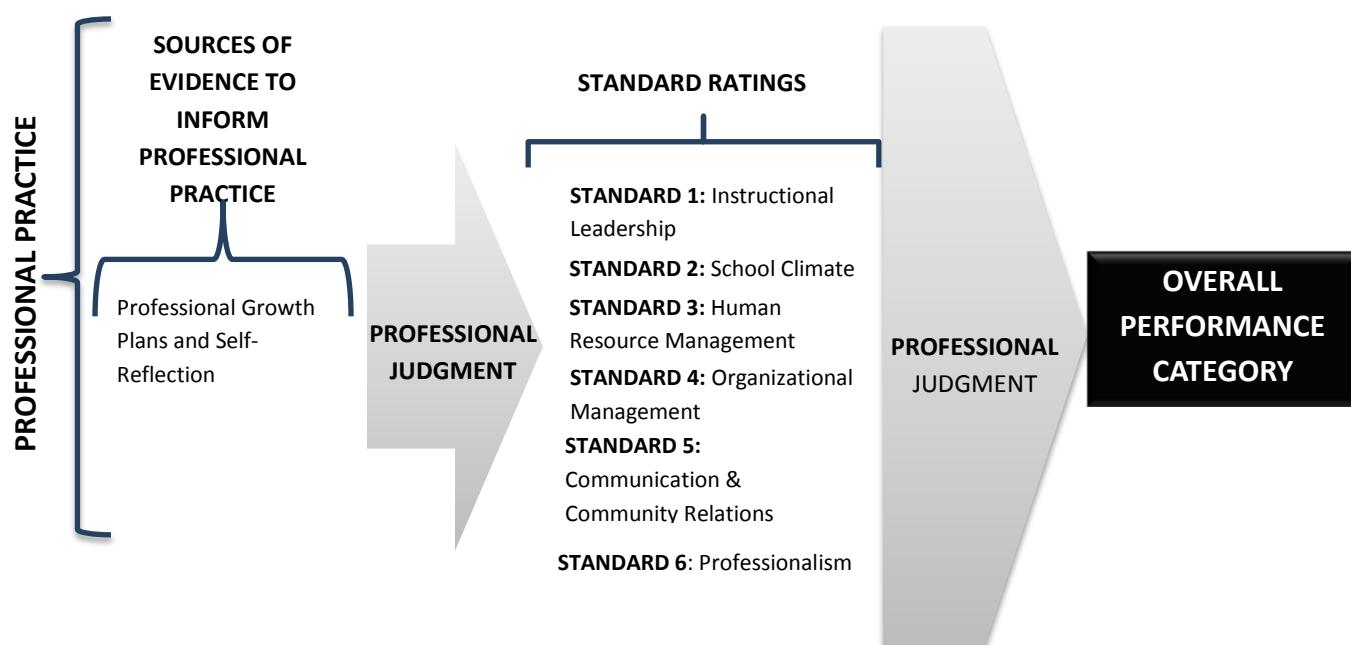 PROFESSIONAL PRACTICE
SOURCES OF
EVIDENCE TO
INFORM
PROFESSIONAL
PRACTICE
Professional Growth
Plans and Self-
Reflection
PROFESSIONAL
JUDGMENT
STANDARD RATINGS
STANDARD 1: Instructional
Leadership
STANDARD 2: School Climate
STANDARD 3: Human
Resource Management
STANDARD 4: Organizational
Management
STANDARD 5:
Communication &
Community Relations
STANDARD 6: Professionalism
PROFESSIONAL
JUDGMENT
OVERALL
PERFORMANCE
CATEGORY